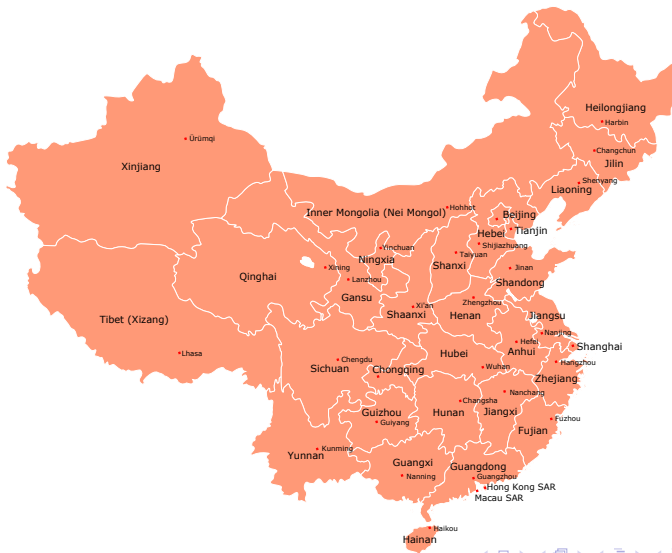 Heilongjiang
Harbin
Changchun
Ürümqi
Jilin
Xinjiang
Shenyang
Liaoning
Hohhot
Inner Mongolia (Nei Mongol)
Beijing
Tianjin
Hebei
Shijiazhuang
Yinchuan
Taiyuan
Ningxia
Shanxi
Xining
Jinan
Qinghai
Lanzhou
Shandong
Gansu
Zhengzhou
Xi'an
Shaanxi
Henan
Jiangsu
Tibet (Xizang)
Nanjing
Hefei
Shanghai
Anhui
Lhasa
Hubei
Chengdu
Hangzhou
Sichuan
Chongqing
Wuhan
Zhejiang
Nanchang
Changsha
Guizhou
Hunan
Jiangxi
Guiyang
Fuzhou
Fujian
Kunming
Yunnan
Guangxi
Guangdong
Nanning
Guangzhou
Hong Kong SAR
Macau SAR
Haikou
Hainan